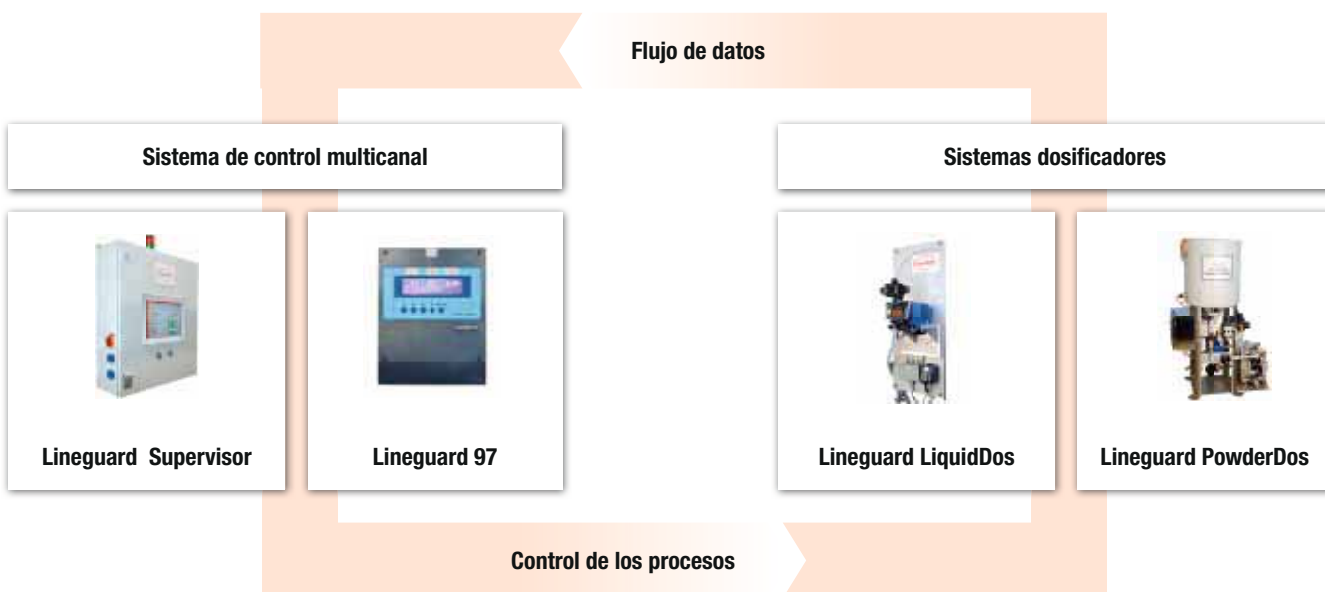 Flujo de datos
Sistema de control multicanal
Sistemas dosificadores
Lineguard Supervisor
Lineguard 97
Lineguard LiquidDos
Lineguard PowderDos
Control de los procesos